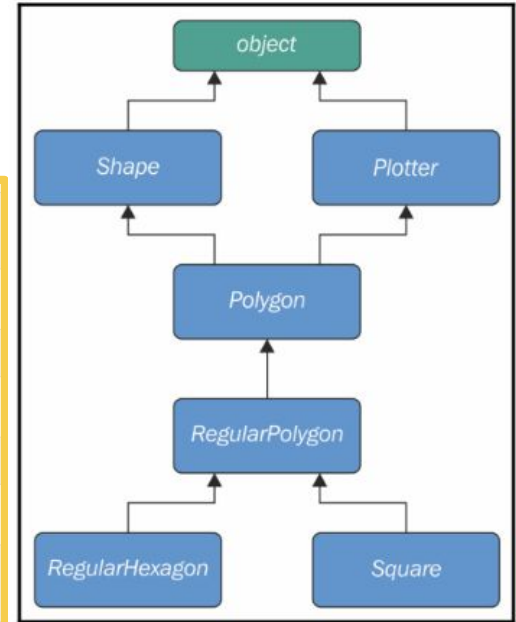 object
Shape
Plotter
Polygon
RegularPolygon
RegularHexagon
Square